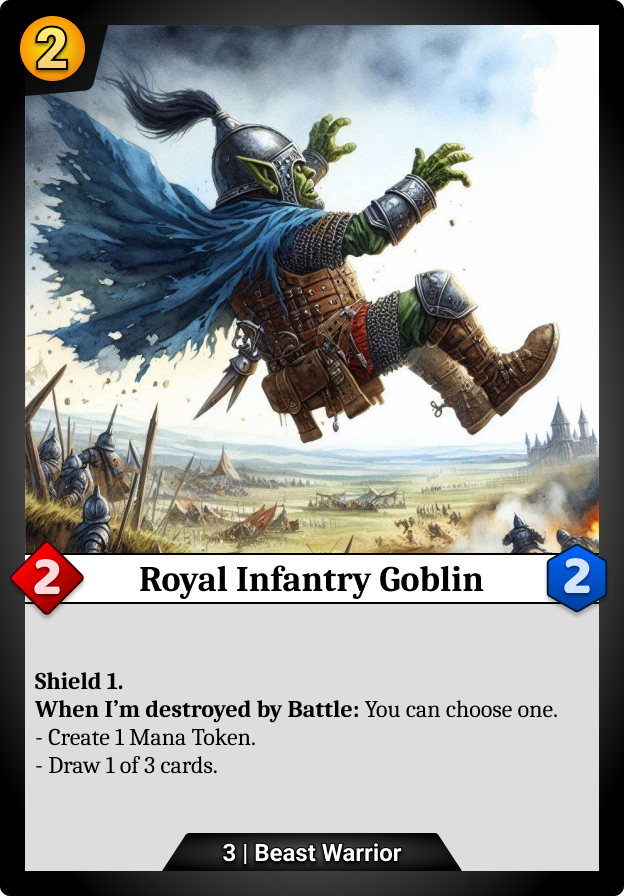 2
2
Royal Infantry Goblin
2
Shield 1.
When I’m destroyed by Battle: You can choose one.
- Create 1 Mana Token.
- Draw 1 of 3 cards.
3 | Beast Warrior